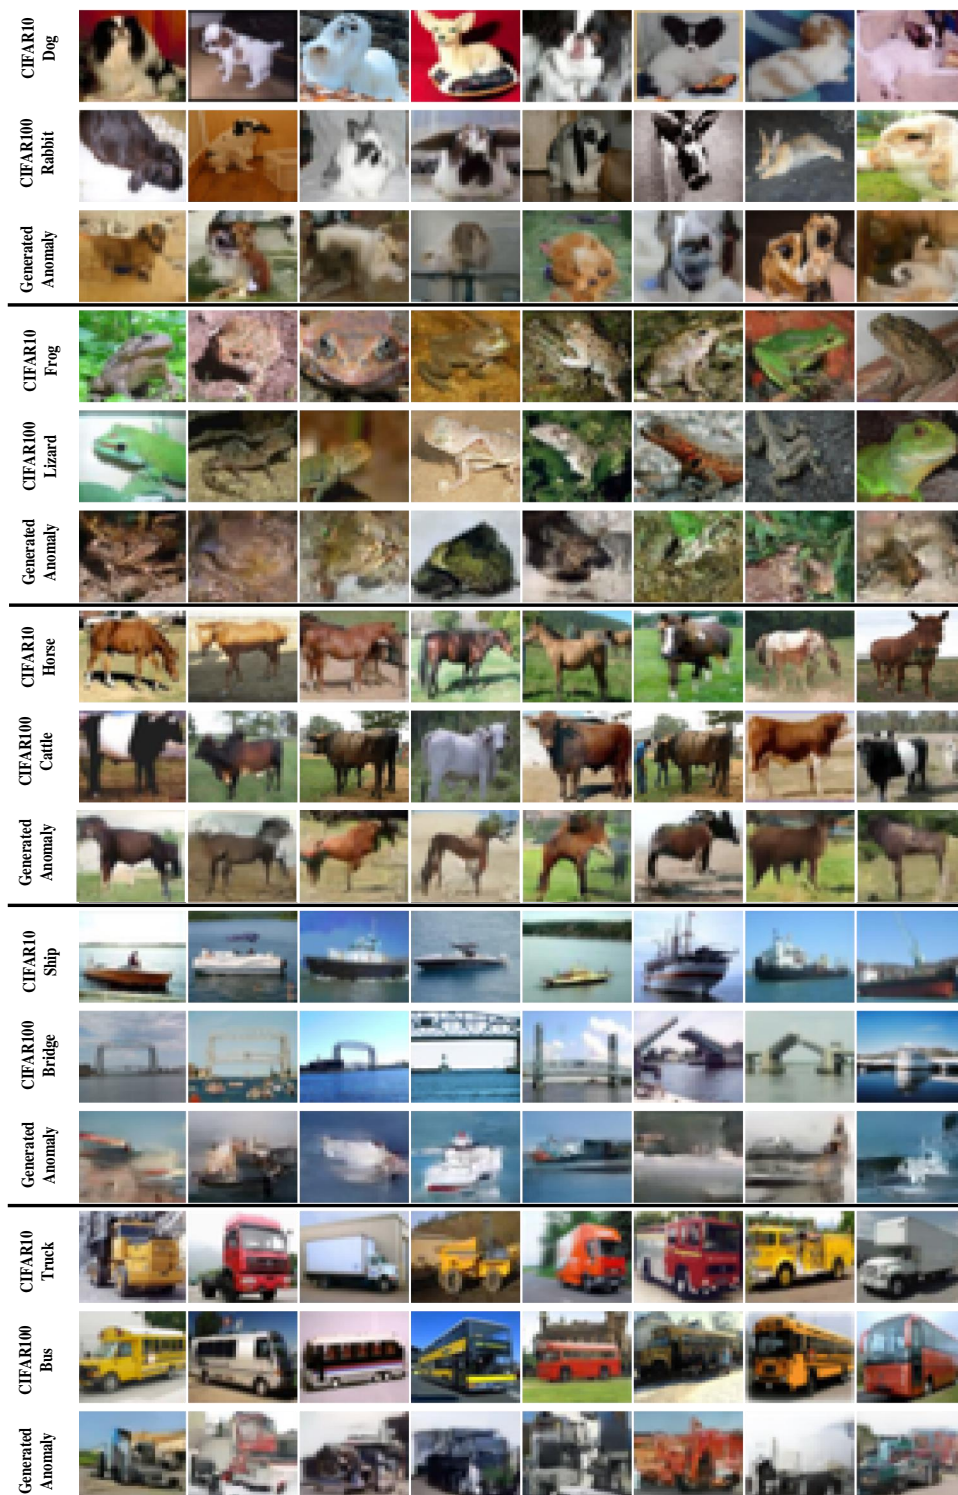 CIFAR10
Dog
CIFAR100
Rabbit
Generated
Anomaly
CIFAR10
Frog
CIFAR100
Lizard
Generated
Anomaly
CIFAR10
Horse
CIFAR100
Cattle
Generated
Anomaly
CIFAR10
Ship
CIFAR100
Bridge
Generated
Anomaly
CIFAR10
Truck
CIFAR100
Bus
Generated
Anomaly